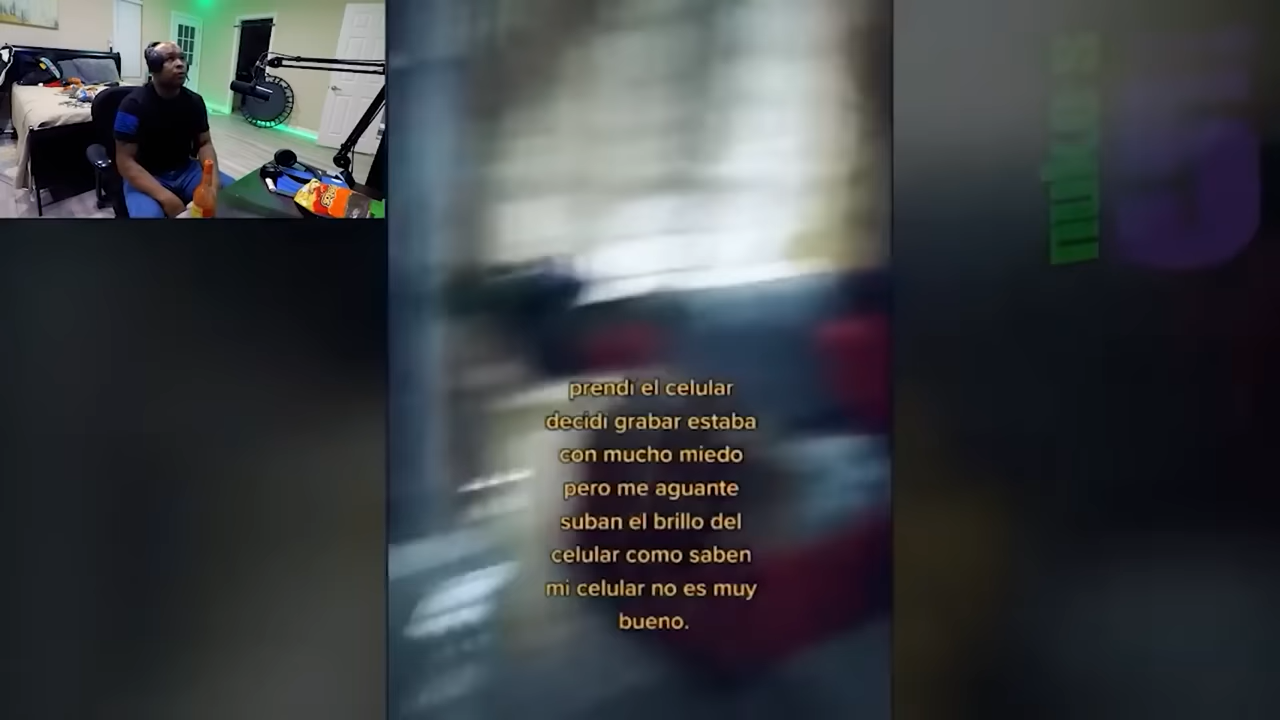 prendi el celular
decidi grabar estaba
con mucho miedo
pero me aguante
suban el brillo del
celular como saben
mi celular no es muy
bueno.
5